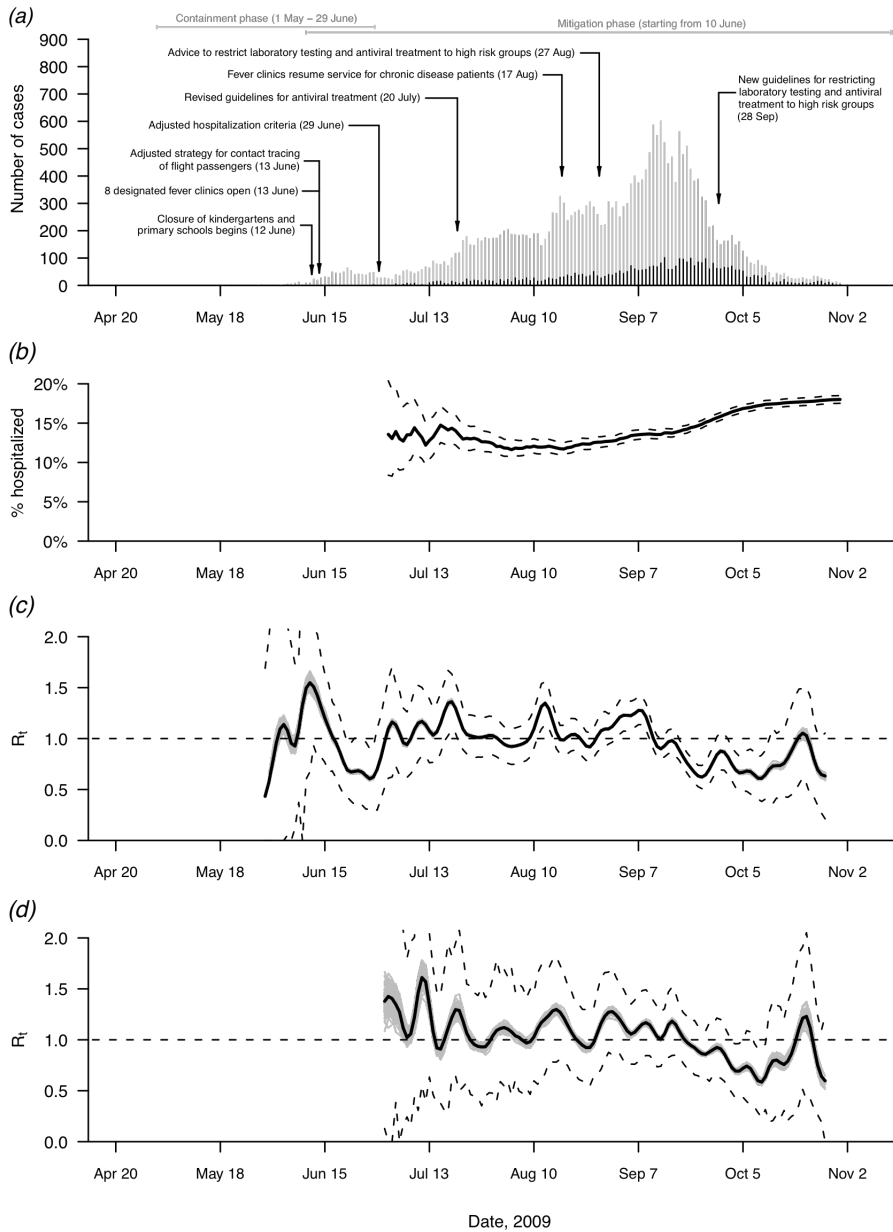 (a)
Containment phase (1 May – 29 June)
Mitigation phase (starting from 10 June)
Number of cases
900
800
700
600
500
400
300
200
100
0
Advice to restrict laboratory testing and antiviral treatment to high risk groups (27 Aug)
Fever clinics resume service for chronic disease patients (17 Aug)
Revised guidelines for antiviral treatment (20 July)
Adjusted hospitalization criteria (29 June)
Adjusted strategy for contact tracing
of flight passengers (13 June)
8 designated fever clinics open (13 June)
Closure of kindergartens and
primary schools begins (12 June)
New guidelines for restricting
laboratory testing and antiviral
treatment to high risk groups
(28 Sep)
Apr 20 May 18 Jun 15 Jul 13 Aug 10 Sep 7 Oct 5 Nov 2
(b)
% hospitalized
20%
15%
10%
5%
0%
Apr 20 May 18 Jun 15 Jul 13 Aug 10 Sep 7 Oct 5 Nov 2
(c)
Rt
2.0
1.5
1.0
0.5
0.0
Apr 20 May 18 Jun 15 Jul 13 Aug 10 Sep 7 Oct 5 Nov 2
(d)
Rt
2.0
1.5
1.0
0.5
0.0
Apr 20 May 18 Jun 15 Jul 13 Aug 10 Sep 7 Oct 5 Nov 2
Date, 2009